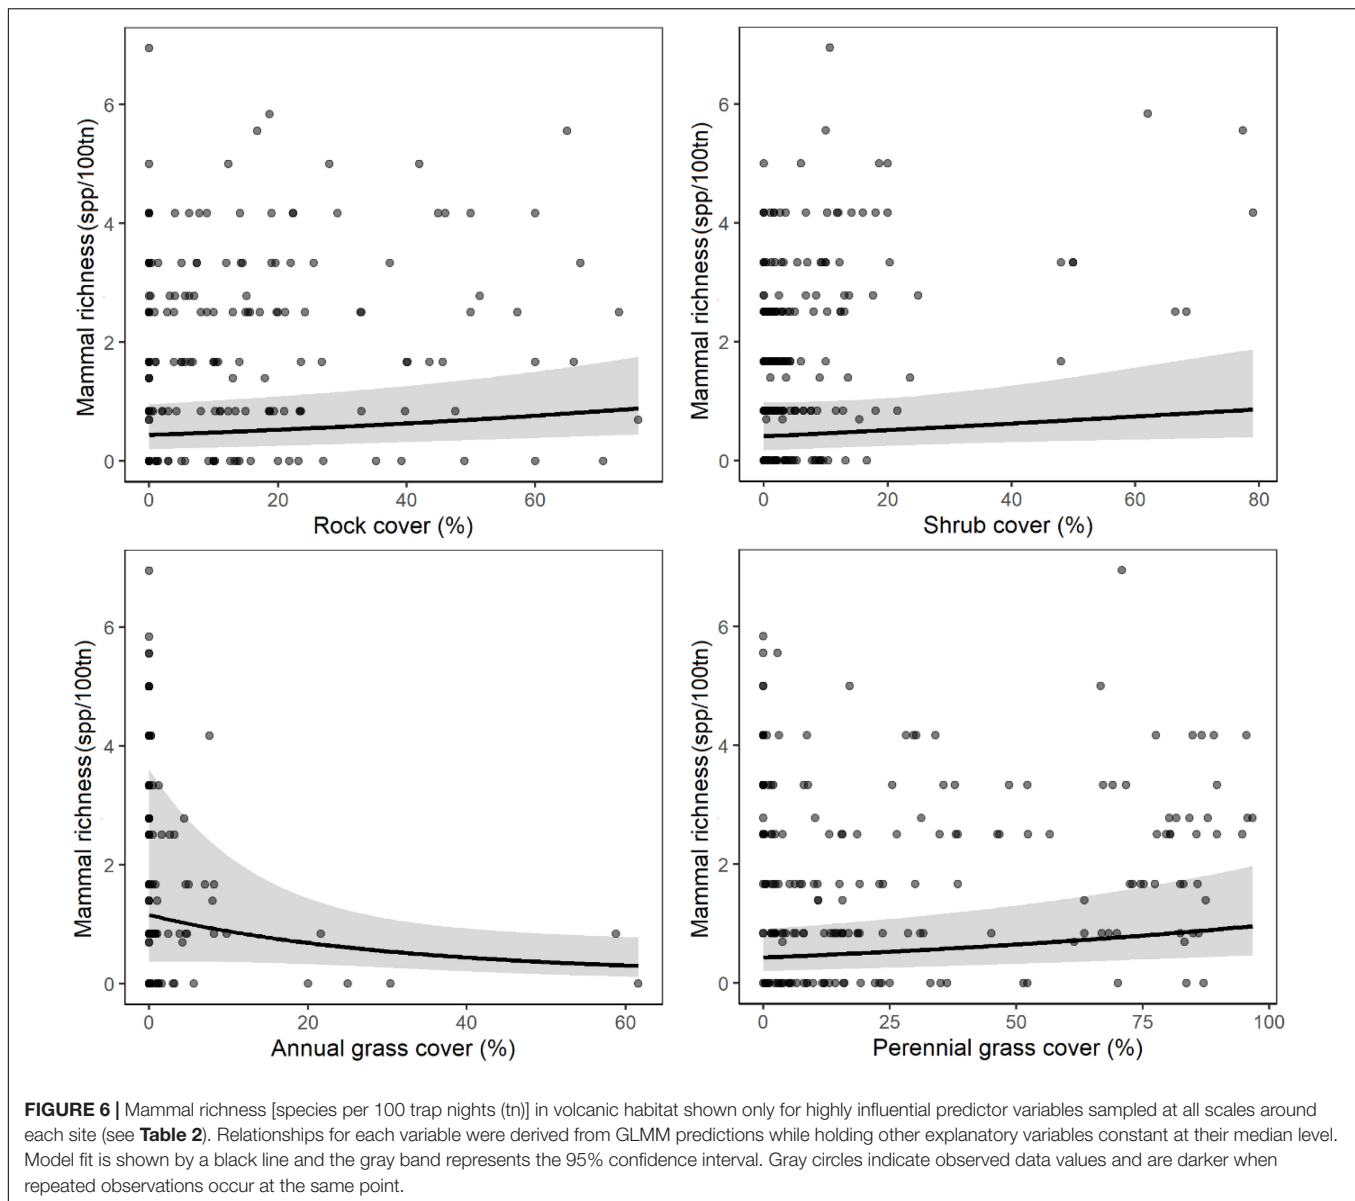 6
4
2
0
Mammal richness (spp/100tn)
0
20
40
60
Rock cover (%)
6
4
2
0
Mammal richness (spp/100tn)
0
20
40
60
80
Shrub cover (%)
6
4
2
0
Mammal richness (spp/100tn)
0
20
40
60
Annual grass cover (%)
6
4
2
0
Mammal richness (spp/100tn)
0
25
50
75
100
Perennial grass cover (%)
FIGURE 6 | Mammal richness [species per 100 trap nights (tn)] in volcanic habitat shown only for highly influential predictor variables sampled at all scales around
each site (see Table 2). Relationships for each variable were derived from GLMM predictions while holding other explanatory variables constant at their median level.
Model fit is shown by a black line and the gray band represents the 95% confidence interval. Gray circles indicate observed data values and are darker when
repeated observations occur at the same point.